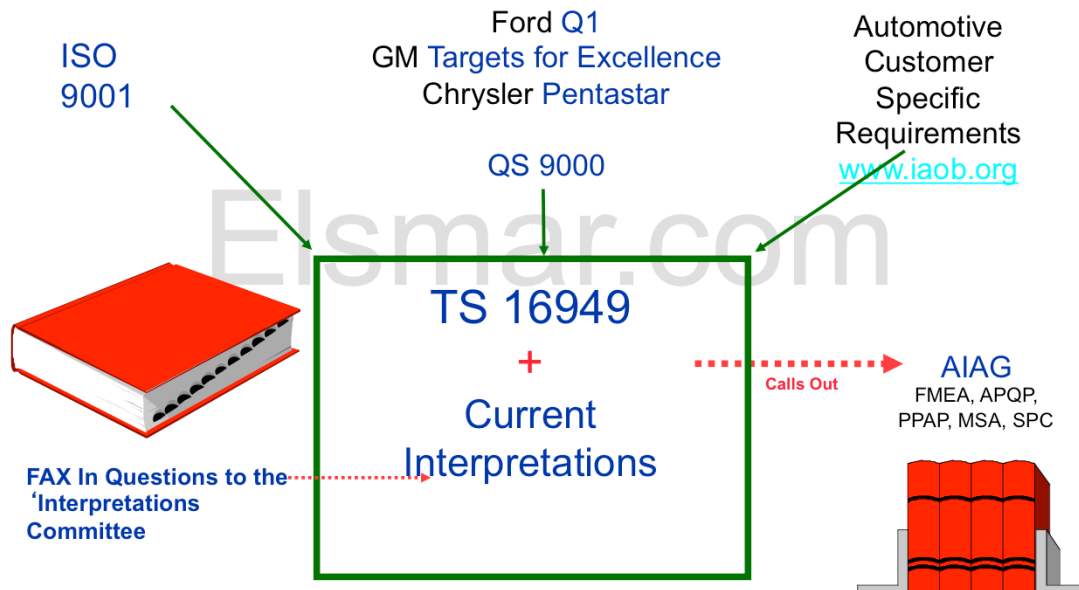 ISO
9001
Ford Q1
GM Targets for Excellence
Chrysler Pentastar
QS 9000
Automotive
Customer
Specific
Requirements
www.iaob.org
Elsmar.com
TS 16949
+
Current
Interpretations
FAX In Questions to the
‘Interpretations
Committee
Calls Out
AIAG
FMEA, APQP,
PPAP, MSA, SPC